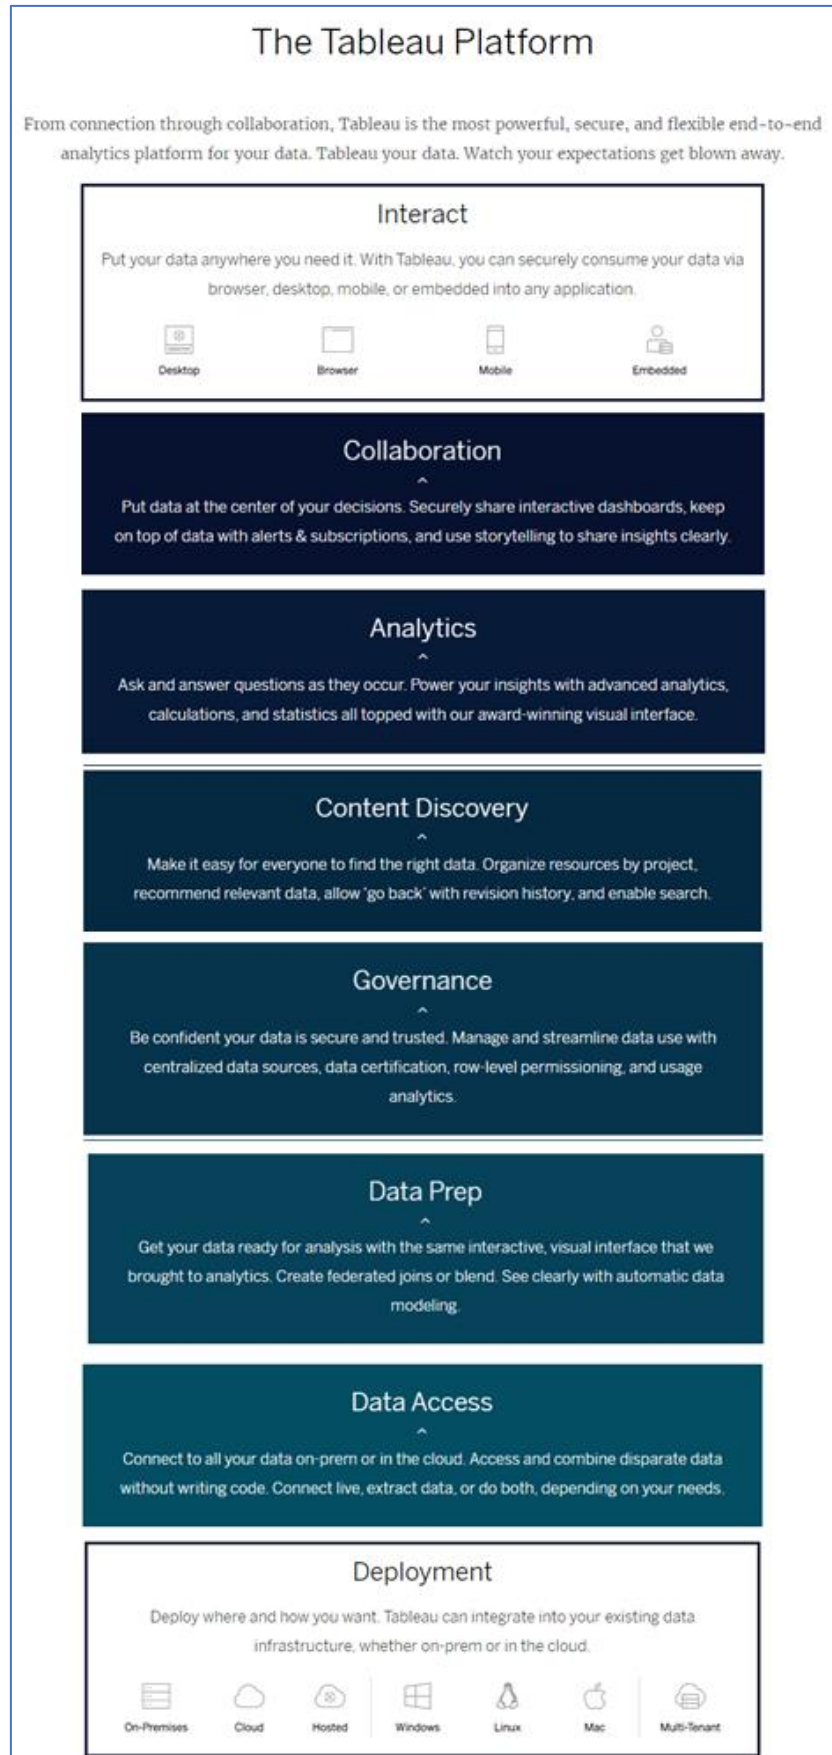 The Tableau Platform
From connection through collaboration, Tableau is the most powerful, secure, and flexible end-to-end
analytics platform for your data. Tableau your data. Watch your expectations get blown away.
Interact
Put your data anywhere you need it. With Tableau, you can securely consume your data via
browser, desktop, mobile, or embedded into any application.
Desktop Browser Mobile Embedded
Collaboration
Put data at the center of your decisions. Securely share interactive dashboards, keep
on top of data with alerts & subscriptions, and use storytelling to share insights clearly.
Analytics
Ask and answer questions as they occur. Power your insights with advanced analytics,
calculations, and statistics all topped with our award-winning visual interface.
Content Discovery
Make it easy for everyone to find the right data. Organize resources by project,
recommend relevant data, allow 'go back' with revision history, and enable search.
Governance
Be confident your data is secure and trusted. Manage and streamline data use with
centralized data sources, data certification, row-level permissioning, and usage
analytics.
Data Prep
Get your data ready for analysis with the same interactive, visual interface that we
brought to analytics. Create federated joins or blend. See clearly with automatic data
modeling.
Data Access
Connect to all your data on-prem or in the cloud. Access and combine disparate data
without writing code. Connect live, extract data, or do both, depending on your needs.
Deployment
Deploy where and how you want. Tableau can integrate into your existing data
infrastructure, whether on-prem or in the cloud.
On-Premises Cloud Hosted Windows Linux Mac Multi-Tenant